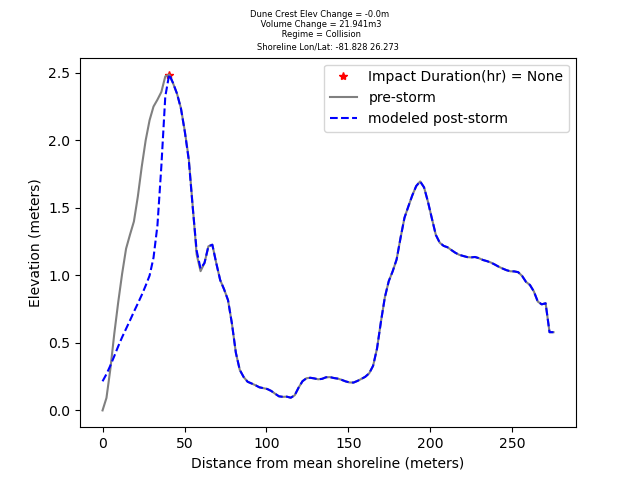 Dune Crest Elev Change = -0.0m
Volume Change = 21.941m3
Regime = Collision
Shoreline Lon/Lat: -81.828 26.273
Impact Duration(hr) = None
pre-storm
modeled post-storm
Elevation (meters)
2.5
2.0
1.5
1.0
0.5
0.0
0 50 100 150 200 250
Distance from mean shoreline (meters)